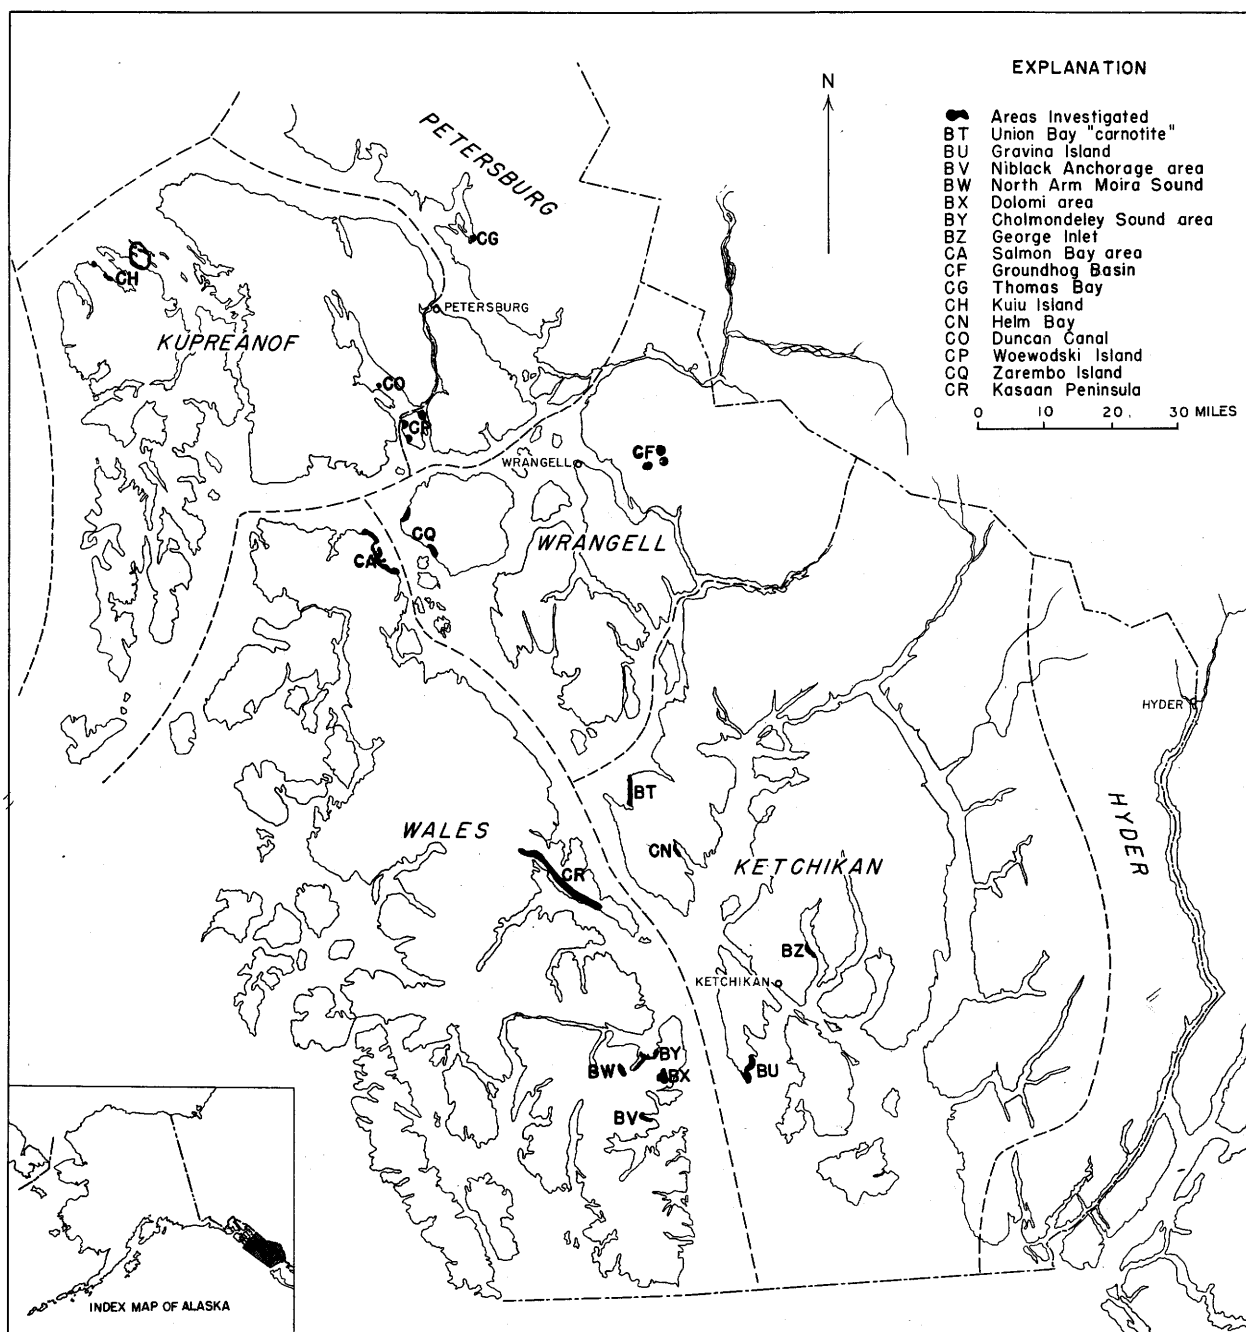 EXPLANATION
Areas Investigated
BT Union Bay "carnotite"
BU Gravina Island
BV Niblack Anchorage area
BW North Arm Moira Sound
BX Dolomi area
BY Cholmondeley Sound area
BZ George Inlet
CA Salmon Bay area
CF Groundhog Basin
CG Thomas Bay
CH Kuiu Island
CN Helm Bay
CO Duncan Canal
CP Woewodski Island
CQ Zarembo Island
CR Kasaan Peninsula
0 10 20 30 MILES
N
PETERSBURG
CG
CH
PETERSBURG
KUPREANOF
CO
CP
CF
WRANGELL
CQ
WRANGELL
CA
HYDER
BT
HYDER
WALES
CN
KETCHIKAN
CR
BZ
KETCHIKAN
BY
BW
BX
BU
BV
INDEX MAP OF ALASKA